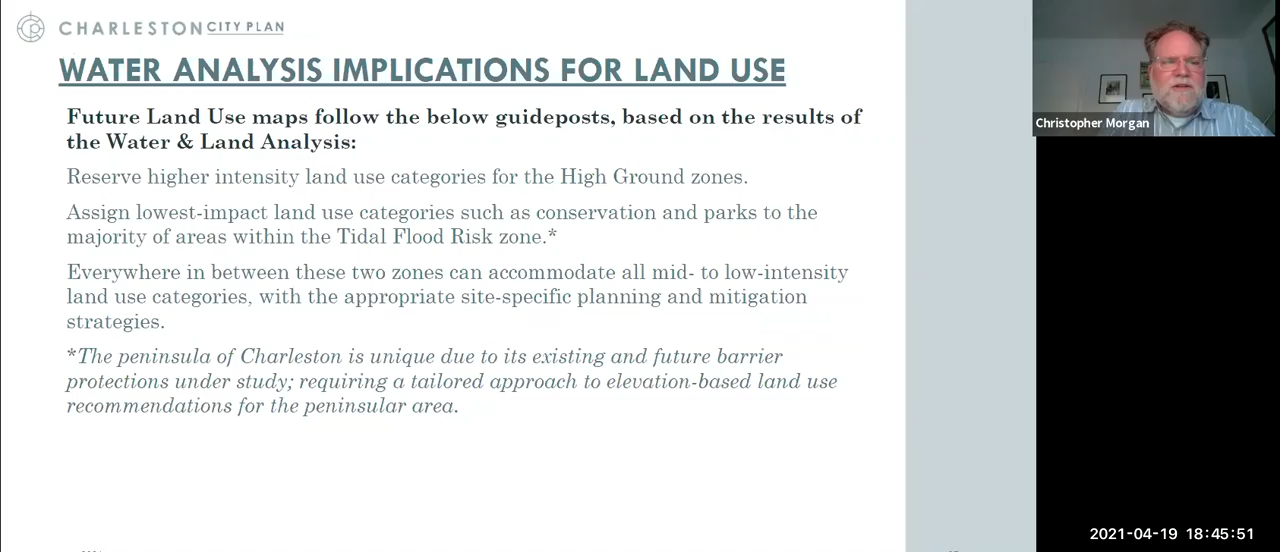 CHARLESTON CITY PLAN
WATER ANALYSIS IMPLICATIONS FOR LAND USE
Future Land Use maps follow the below guideposts, based on the results of
the Water & Land Analysis:
Reserve higher intensity land use categories for the High Ground zones.
Assign lowest-impact land use categories such as conservation and parks to the
majority of areas within the Tidal Flood Risk zone.*
Everywhere in between these two zones can accommodate all mid- to low-intensity
land use categories, with the appropriate site-specific planning and mitigation
strategies.
*The peninsula of Charleston is unique due to its existing and future barrier
protections under study; requiring a tailored approach to elevation-based land use
recommendations for the peninsular area.
Christopher Morgan
2021-04-19 18:45:51